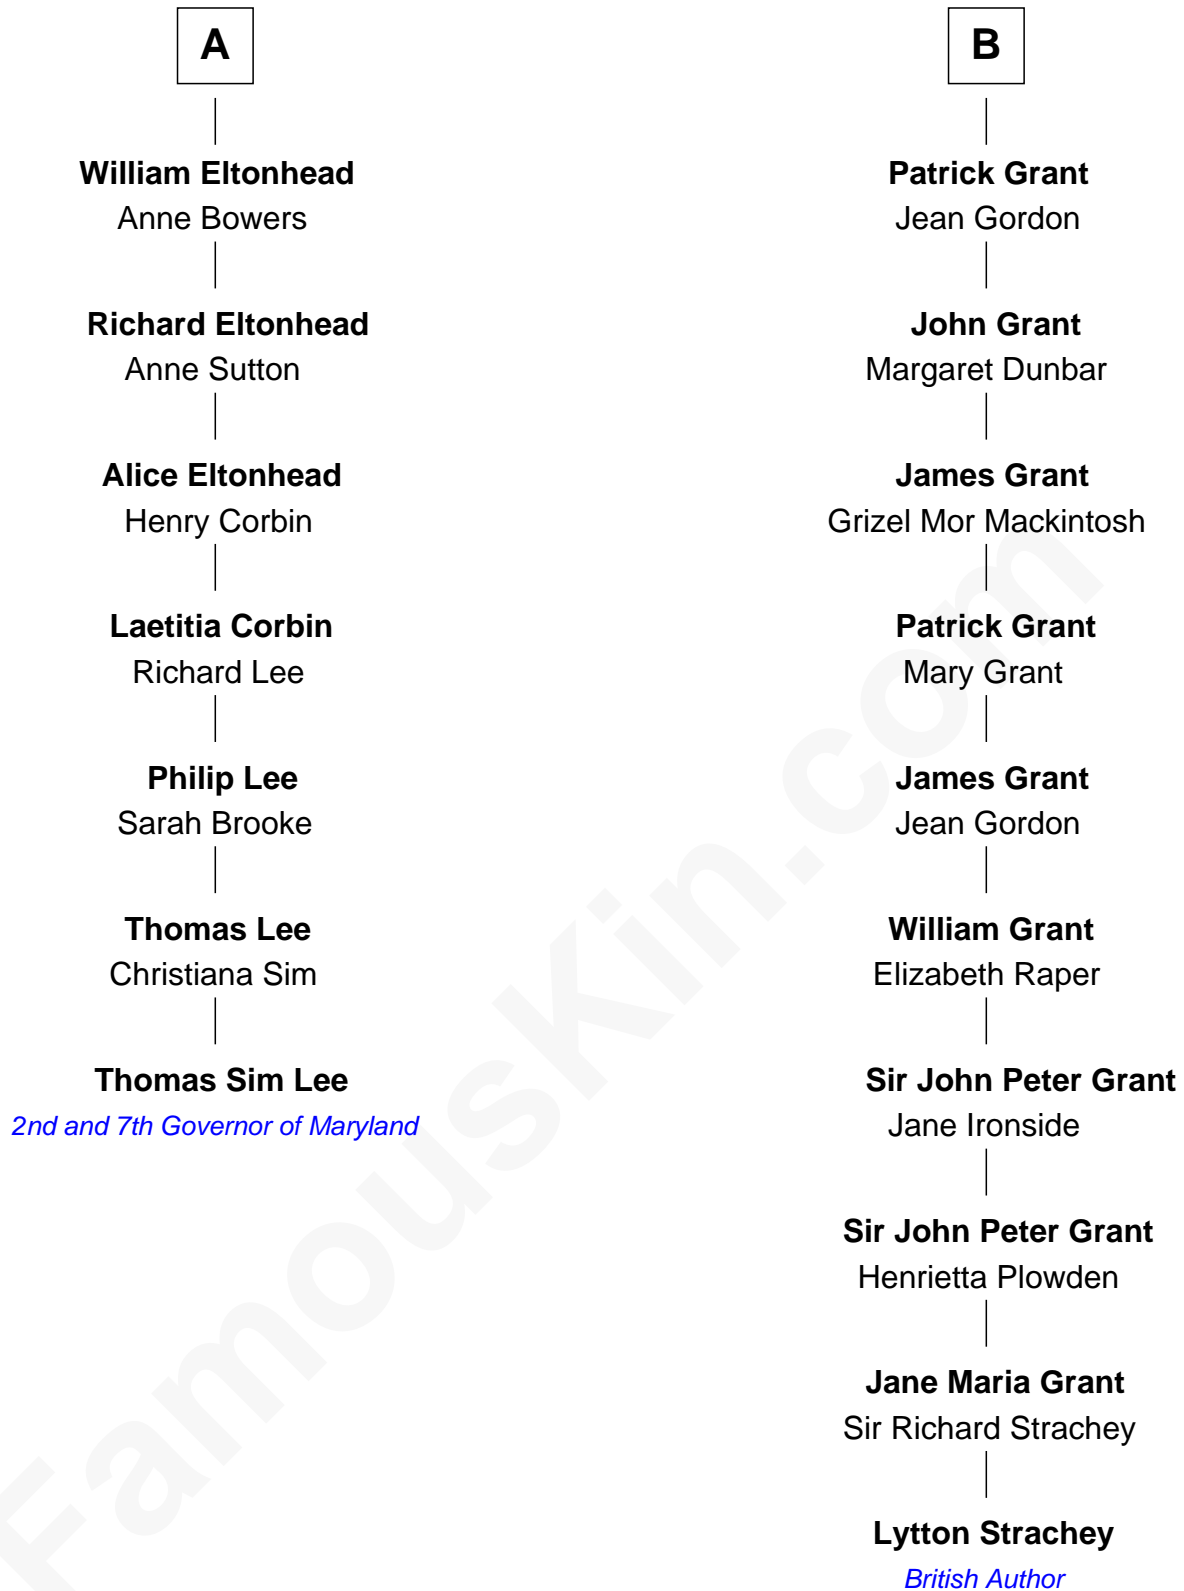 A
William Eltonhead
Anne Bowers
Richard Eltonhead
Anne Sutton
Alice Eltonhead
Henry Corbin
Laetitia Corbin
Richard Lee
Philip Lee
Sarah Brooke
Thomas Lee
Christiana Sim
Thomas Sim Lee
2nd and 7th Governor of Maryland
B
Patrick Grant
Jean Gordon
John Grant
Margaret Dunbar
James Grant
Grizel Mor Mackintosh
Patrick Grant
Mary Grant
James Grant
Jean Gordon
William Grant
Elizabeth Raper
Sir John Peter Grant
Jane Ironside
Sir John Peter Grant
Henrietta Plowden
Jane Maria Grant
Sir Richard Strachey
Lytton Strachey
British Author
FamousKin.com